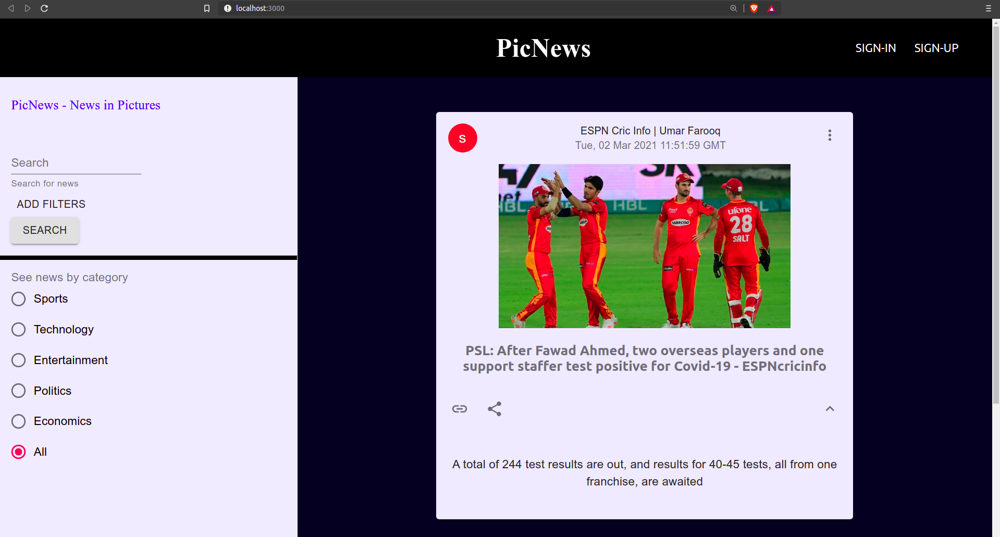 localhost:3000
PicNews
SIGN-IN SIGN-UP
PicNews - News in Pictures
Search
Search for news
ADD FILTERS
SEARCH
See news by category
Sports
Technology
Entertainment
Politics
Economics
All
S
ESPN Cric Info | Umar Farooq
Tue, 02 Mar 2021 11:51:59 GMT
net
HBL
HBL
BL
SABROSO
ufone
28
SALT
PSL: After Fawad Ahmed, two overseas players and one
support staffer test positive for Covid-19 - ESPNcricinfo
A total of 244 test results are out, and results for 40-45 tests, all from one
franchise, are awaited